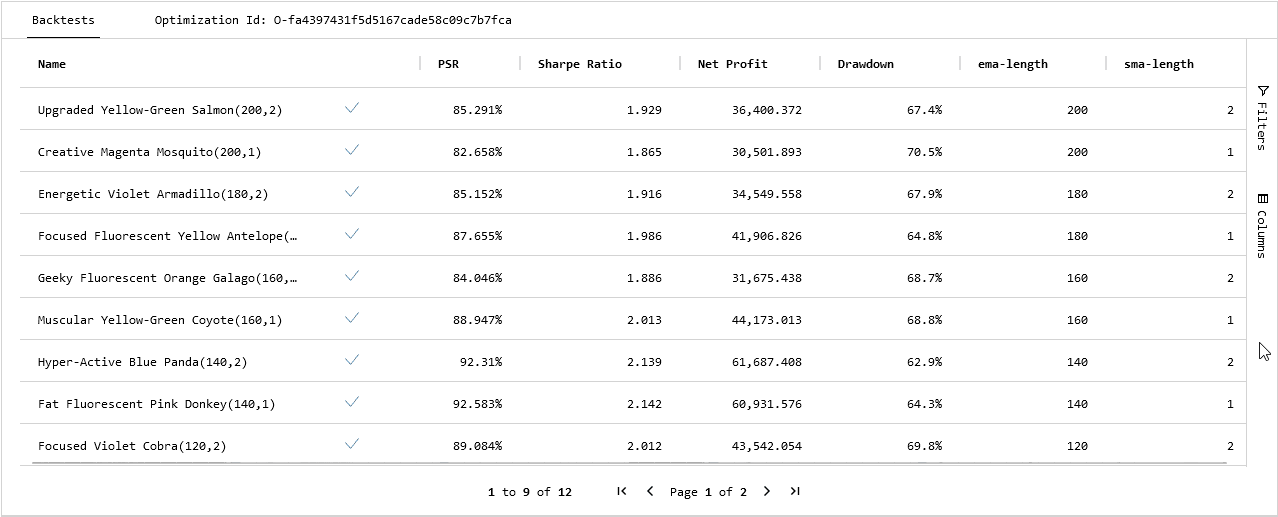 Backtests Optimization Id: O-fa4397431f5d5167cade58c09c7b7fca
Name PSR Sharpe Ratio Net Profit Drawdown ema-length sma-length
Upgraded Yellow-Green Salmon(200,2) 85.291% 1.929 36,400.372 67.4% 200 2
Creative Magenta Mosquito(200,1) 82.658% 1.865 30,501.893 70.5% 200 1
Energetic Violet Armadillo(180,2) 85.152% 1.916 34,549.558 67.9% 180 2
Focused Fluorescent Yellow Antelope(… 87.655% 1.986 41,906.826 64.8% 180 1
Geeky Fluorescent Orange Galago(160,… 84.046% 1.886 31,675.438 68.7% 160 2
Muscular Yellow-Green Coyote(160,1) 88.947% 2.013 44,173.013 68.8% 160 1
Hyper-Active Blue Panda(140,2) 92.31% 2.139 61,687.408 62.9% 140 2
Fat Fluorescent Pink Donkey(140,1) 92.583% 2.142 60,931.576 64.3% 140 1
Focused Violet Cobra(120,2) 89.084% 2.012 43,542.054 69.8% 120 2
1 to 9 of 12 Page 1 of 2
Filters
Columns